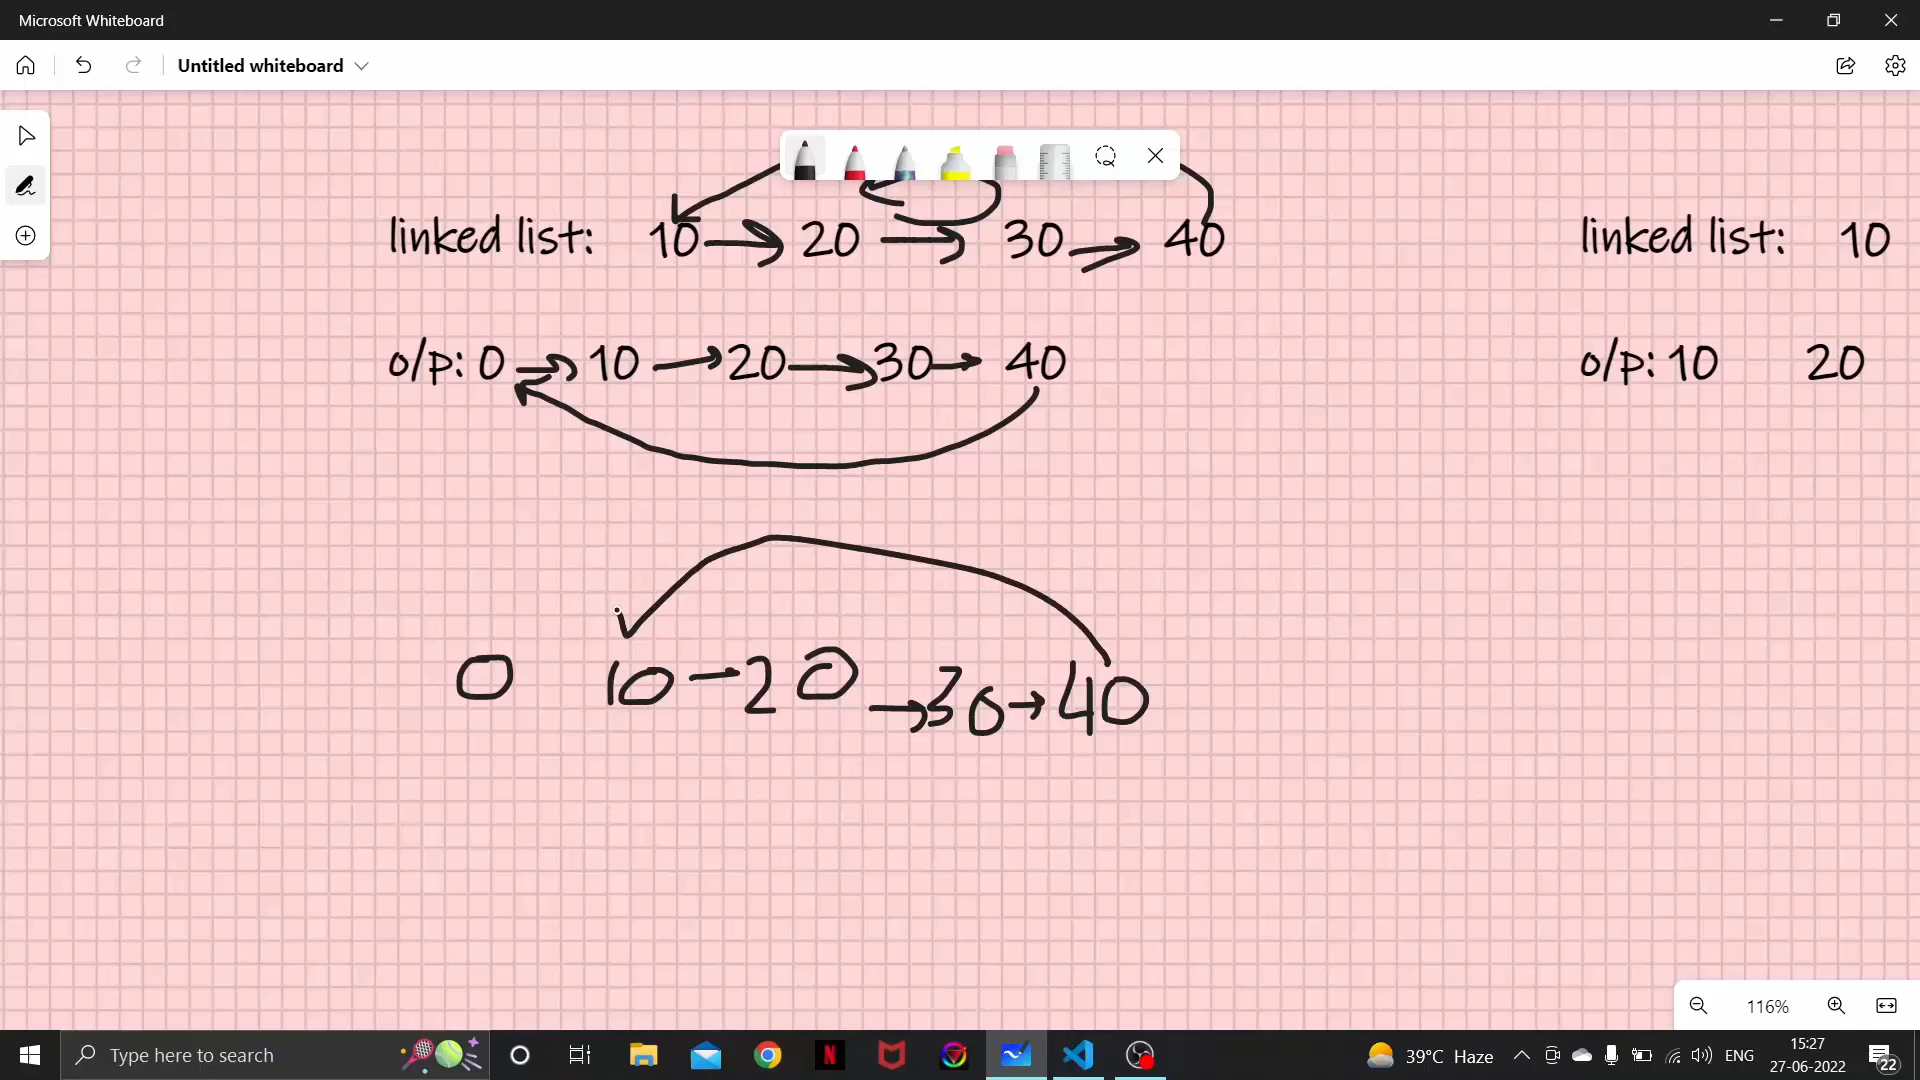 Microsoft Whiteboard
Untitled whiteboard
linked list: 10 → 20 → 30 → 40
linked list: 10
o/p: 0 → 10 → 20 → 30 → 40
o/p: 10 20
0 10 - 20 → 30 → 40
116%
Type here to search
N
39°C Haze
ENG
15:27
27-06-2022
22